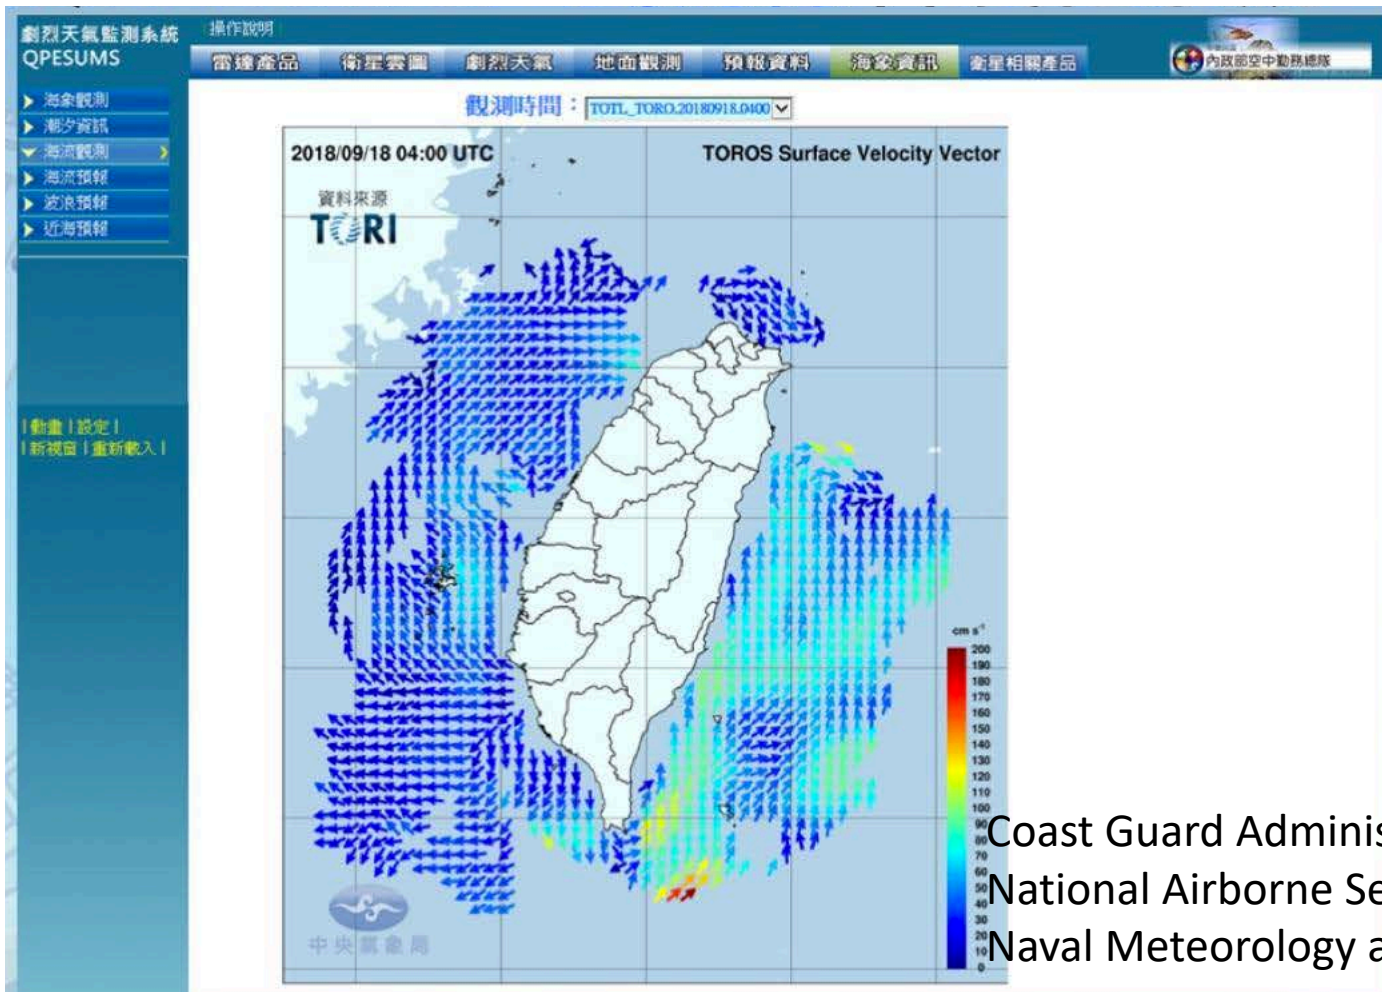 劇烈天氣監測系統
QPESUMS
操作說明
雷達產品 衛星雲圖 劇烈天氣 地面觀測 預報資料 海象資訊 衛星相關產品
內政部空中勤務總隊
海象觀測
潮汐資訊
海流觀測
海流預報
波浪預報
近海預報
|動畫|設定|
|新視窗|重新載入|
觀測時間：TOTL_TORO.20180918.0400
2018/09/18 04:00 UTC
TOROS Surface Velocity Vector
資料來源
TORI
cm s⁻¹
200
190
180
170
160
150
140
130
120
110
100
90
80
70
60
50
40
30
20
10
0
中央氣象局
Coast Guard Adminis
National Airborne Se
Naval Meteorology a